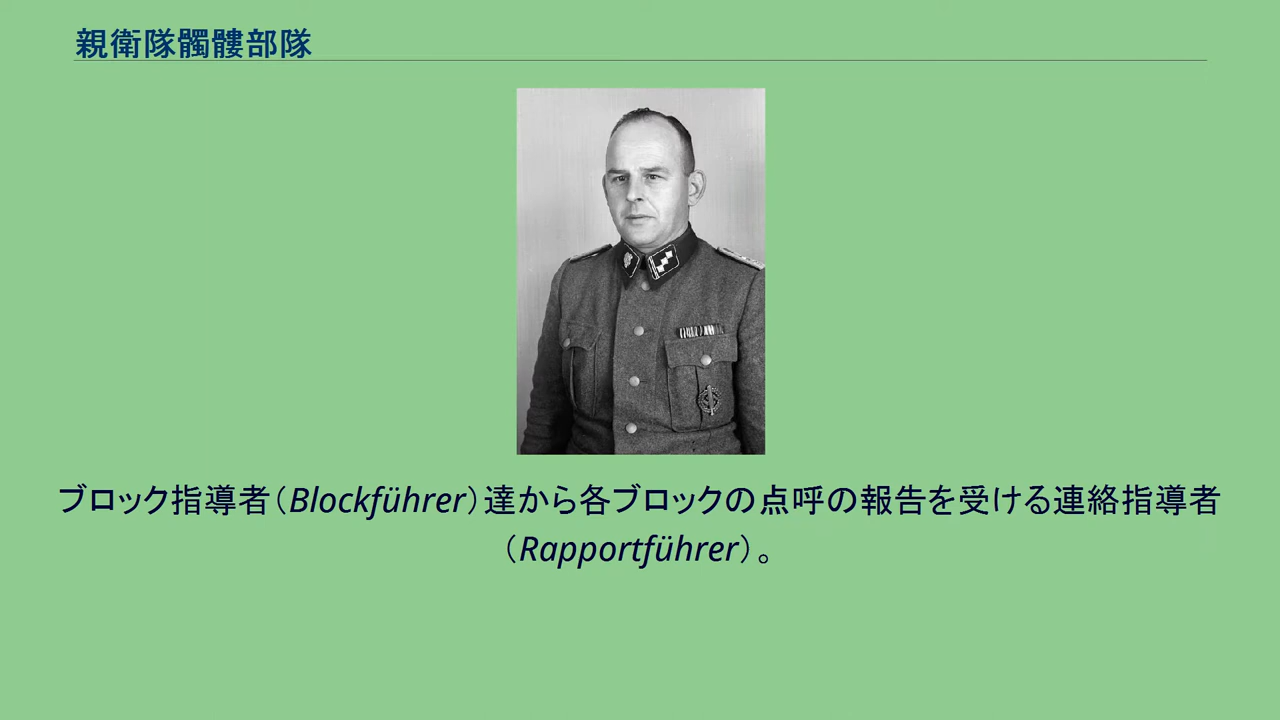 親衛隊髑髏部隊
ブロック指導者（Blockführer）達から各ブロックの点呼の報告を受ける連絡指導者
（Rapportführer）。